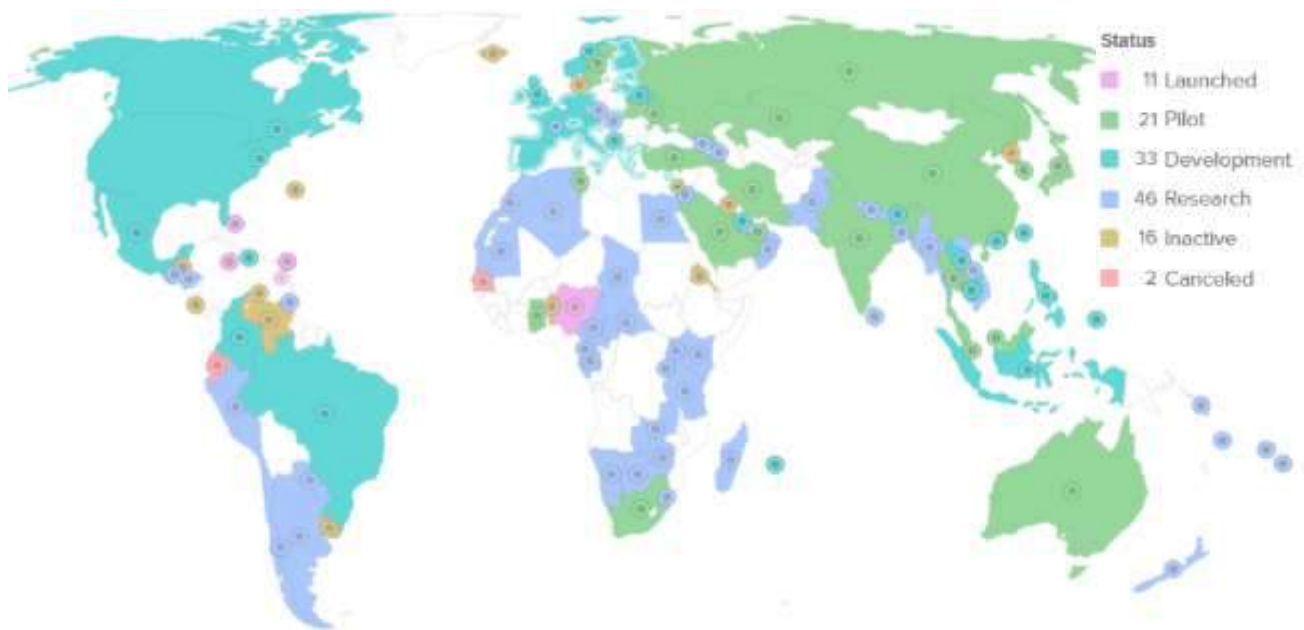 Status
11 Launched
21 Pilot
33 Development
46 Research
16 Inactive
2 Canceled